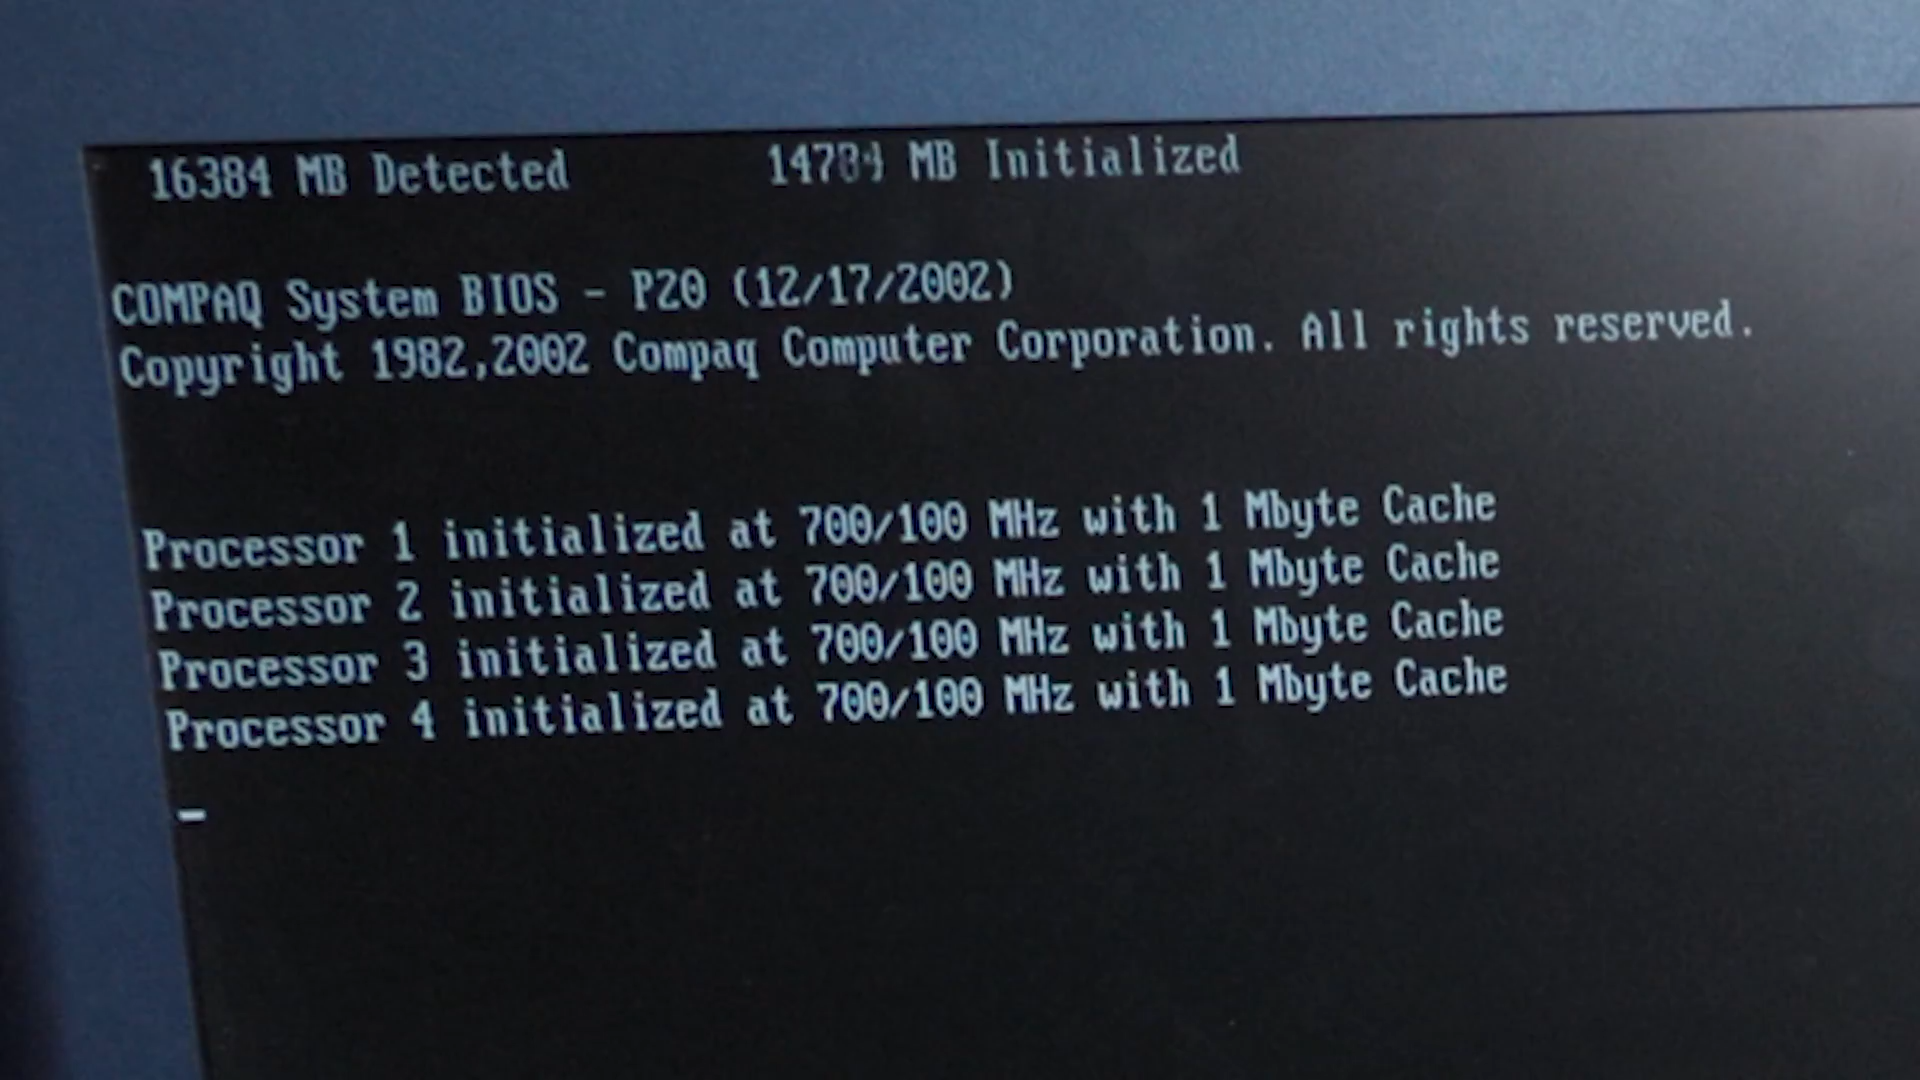 16384 MB Detected MB Initialized
COMPAQ System BIOS - P20 (12/17/2002)
Copyright 1982,2002 Compaq Computer Corporation. All rights reserved.
Processor 1 initialized at 700/100 MHz with 1 Mbyte Cache
Processor 2 initialized at 700/100 MHz with 1 Mbyte Cache
Processor 3 initialized at 700/100 MHz with 1 Mbyte Cache
Processor 4 initialized at 700/100 MHz with 1 Mbyte Cache